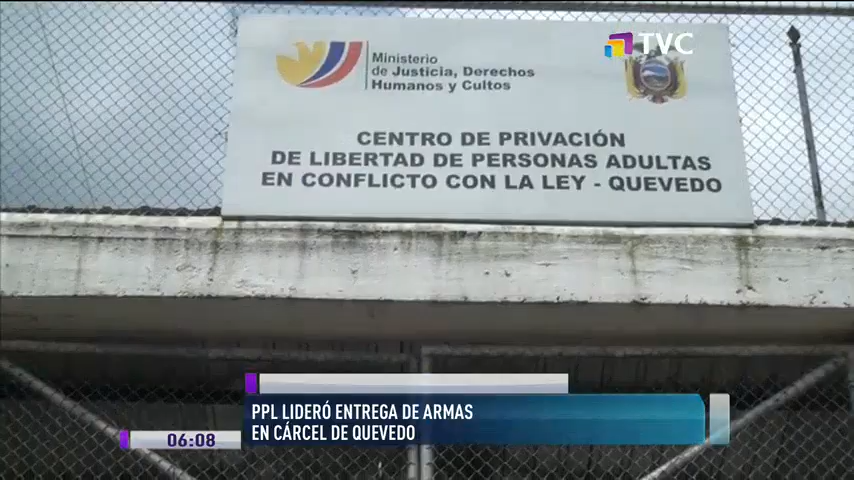 TVC
Ministerio
de Justicia, Derechos
Humanos y Cultos
CENTRO DE PRIVACIÓN
DE LIBERTAD DE PERSONAS ADULTAS
EN CONFLICTO CON LA LEY - QUEVEDO
PPL LIDERÓ ENTREGA DE ARMAS
EN CÁRCEL DE QUEVEDO
06:08